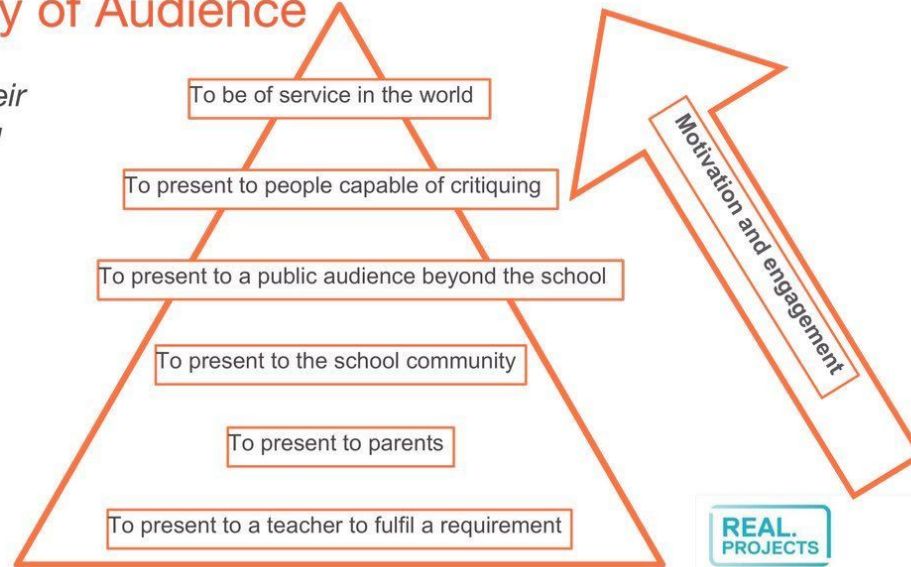 y of Audience
eir
To be of service in the world
To present to people capable of critiquing
To present to a public audience beyond the school
To present to the school community
To present to parents
To present to a teacher to fulfil a requirement
Motivation and engagement
REAL.
PROJECTS